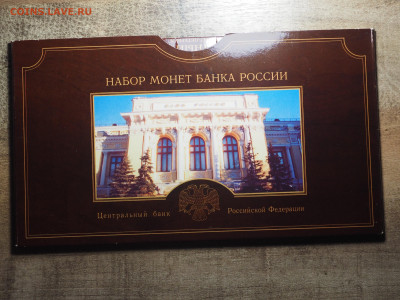 COINS.LAVE.RU
НАБОР МОНЕТ БАНКА РОССИИ
Центральный банк Российской Федерации